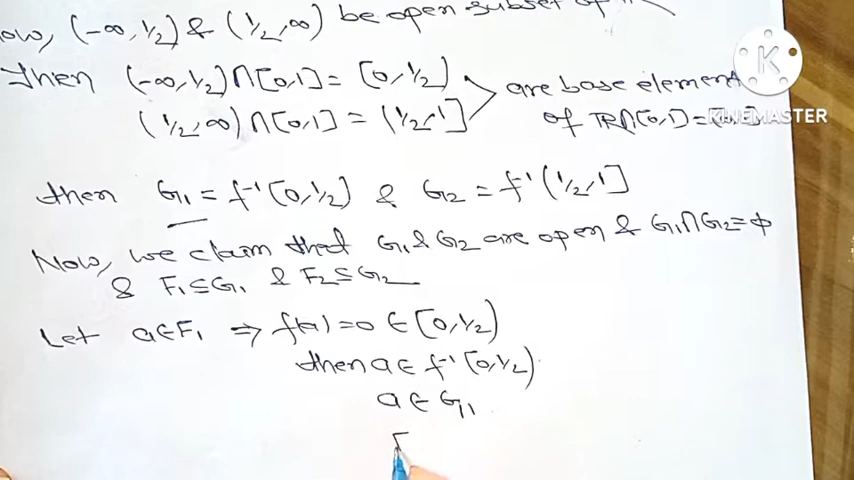 Now, (-∞, 1/2) & (1/2, ∞) be open subset of IR
Then (-∞, 1/2) ∩ [0,1] = [0, 1/2)
(1/2, ∞) ∩ [0,1] = (1/2, 1]
are base element
of IR ∩ [0,1] =
KINEMASTER
then G1 = f⁻¹[0, 1/2) & G2 = f⁻¹(1/2, 1]
Now, we claim that G1 & G2 are open & G1 ∩ G2 = ϕ
& F1 ⊆ G1 & F2 ⊆ G2
Let a ∈ F1 ⇒ f(a) = 0 ∈ [0, 1/2)
then a ∈ f⁻¹[0, 1/2)
a ∈ G1